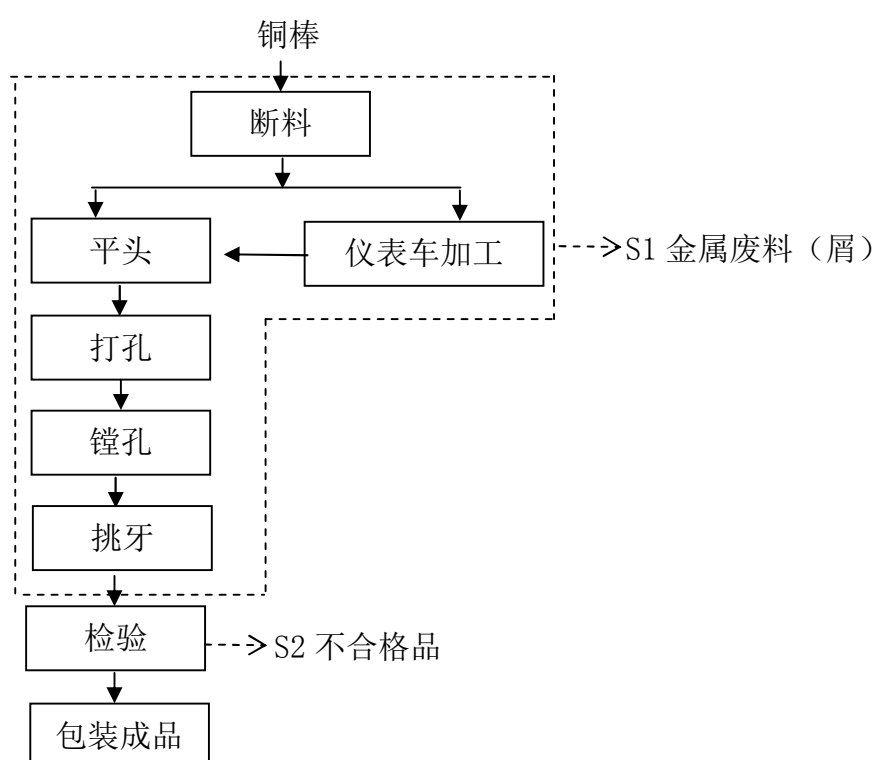 铜棒
断料
平头
仪表车加工
S1 金属废料（屑）
打孔
镗孔
挑牙
检验
S2 不合格品
包装成品